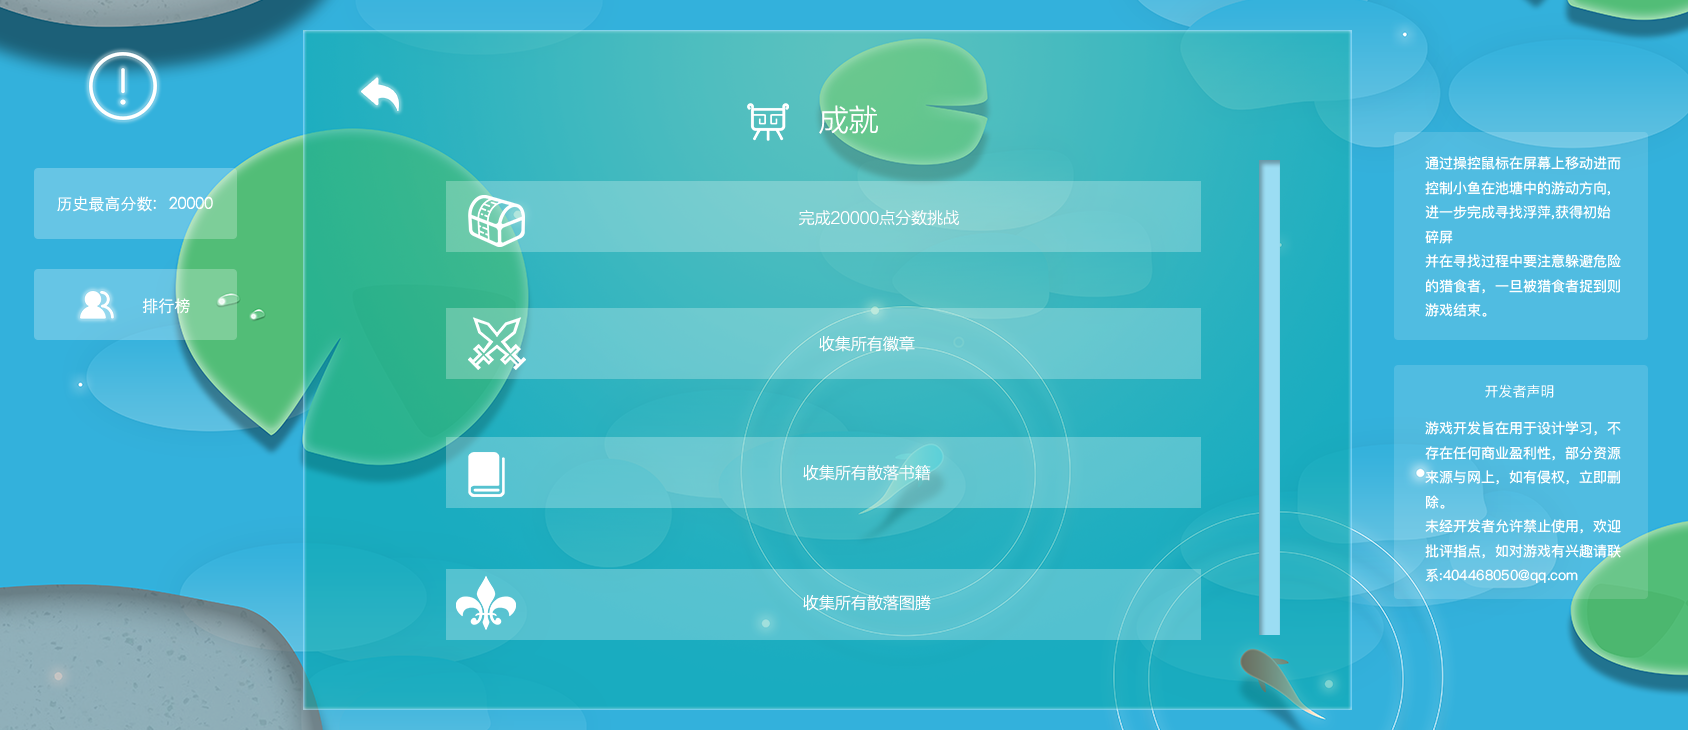 历史最高分数：20000
排行榜
成就
完成20000点分数挑战
收集所有徽章
收集所有散落书籍
收集所有散落图腾
通过操控鼠标在屏幕上移动进而
控制小鱼在池塘中的游动方向,
进一步完成寻找浮萍,获得初始
碎屏
并在寻找过程中要注意躲避危险
的猎食者，一旦被猎食者捉到则
游戏结束。
开发者声明
游戏开发旨在用于设计学习，不
存在任何商业盈利性，部分资源
来源与网上，如有侵权，立即删
除。
未经开发者允许禁止使用，欢迎
批评指点，如对游戏有兴趣请联
系:404468050@qq.com